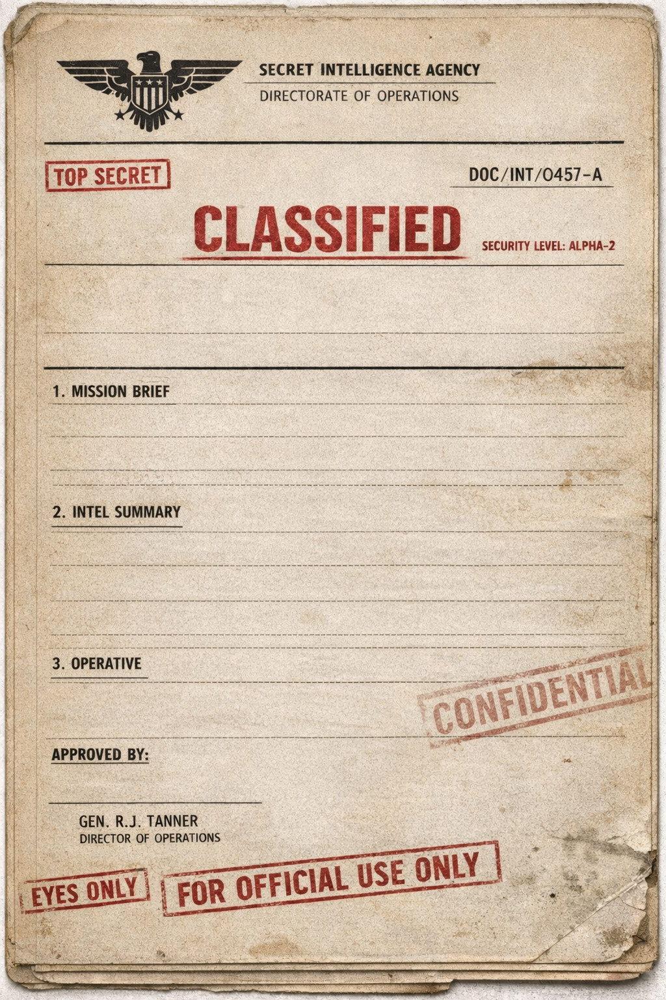 SECRET INTELLIGENCE AGENCY
DIRECTORATE OF OPERATIONS
TOP SECRET
DOC/INT/0457-A
CLASSIFIED
SECURITY LEVEL: ALPHA-2
1. MISSION BRIEF
2. INTEL SUMMARY
3. OPERATIVE
CONFIDENTIAL
APPROVED BY:
GEN. R.J. TANNER
DIRECTOR OF OPERATIONS
EYES ONLY
FOR OFFICIAL USE ONLY